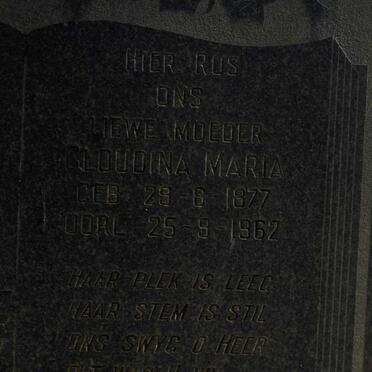 HIER RUS
ONS
LIEWE MOEDER
CLOUDINA MARIA
GEB 29-6-1877
OORL 25-9-1962
HAAR PLEK IS LEEG
HAAR STEM IS STIL
ONS SWYG O HEER